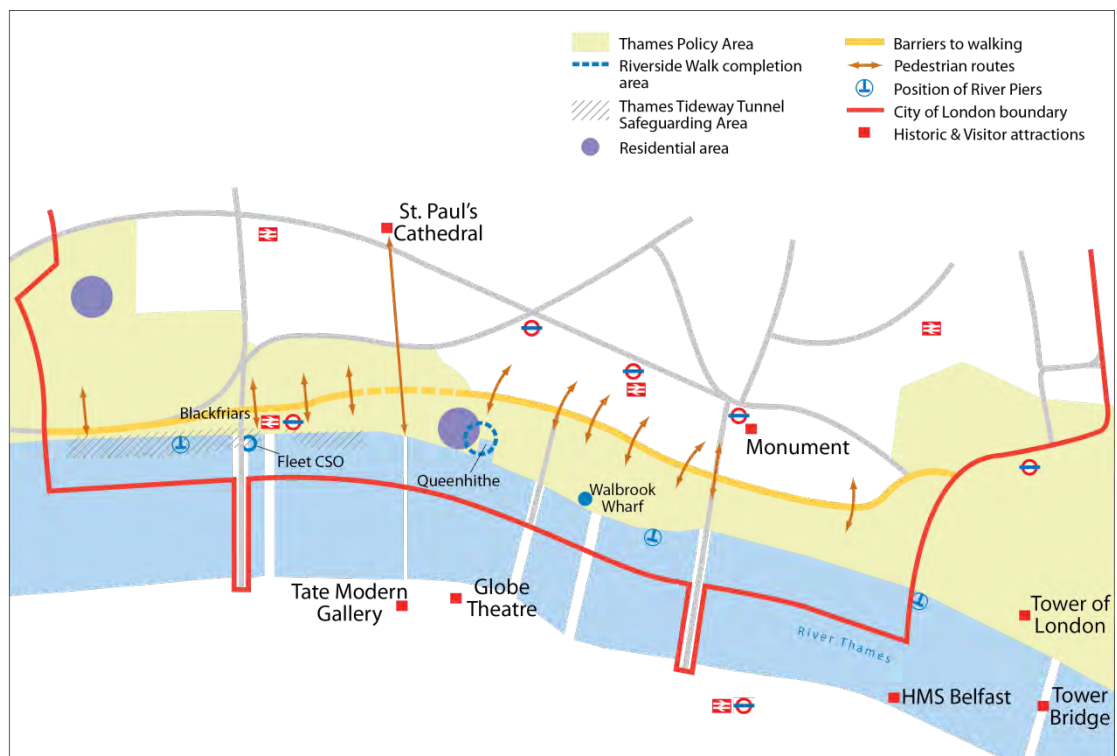 Thames Policy Area
Riverside Walk completion
area
Thames Tideway Tunnel
Safeguarding Area
Residential area
Barriers to walking
Pedestrian routes
Position of River Piers
City of London boundary
Historic & Visitor attractions
St. Paul's
Cathedral
Blackfriars
Fleet CSO
Queenhithe
Walbrook
Wharf
Monument
Tate Modern
Gallery
Globe
Theatre
River Thames
Tower of
London
HMS Belfast
Tower
Bridge